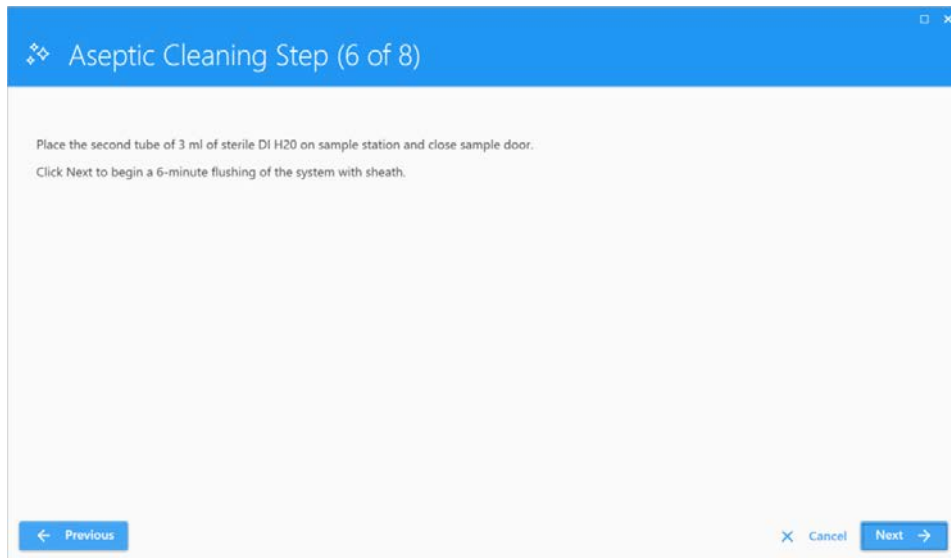 Aseptic Cleaning Step (6 of 8)
Place the second tube of 3 ml of sterile DI H20 on sample station and close sample door.
Click Next to begin a 6-minute flushing of the system with sheath.
Previous
Cancel
Next